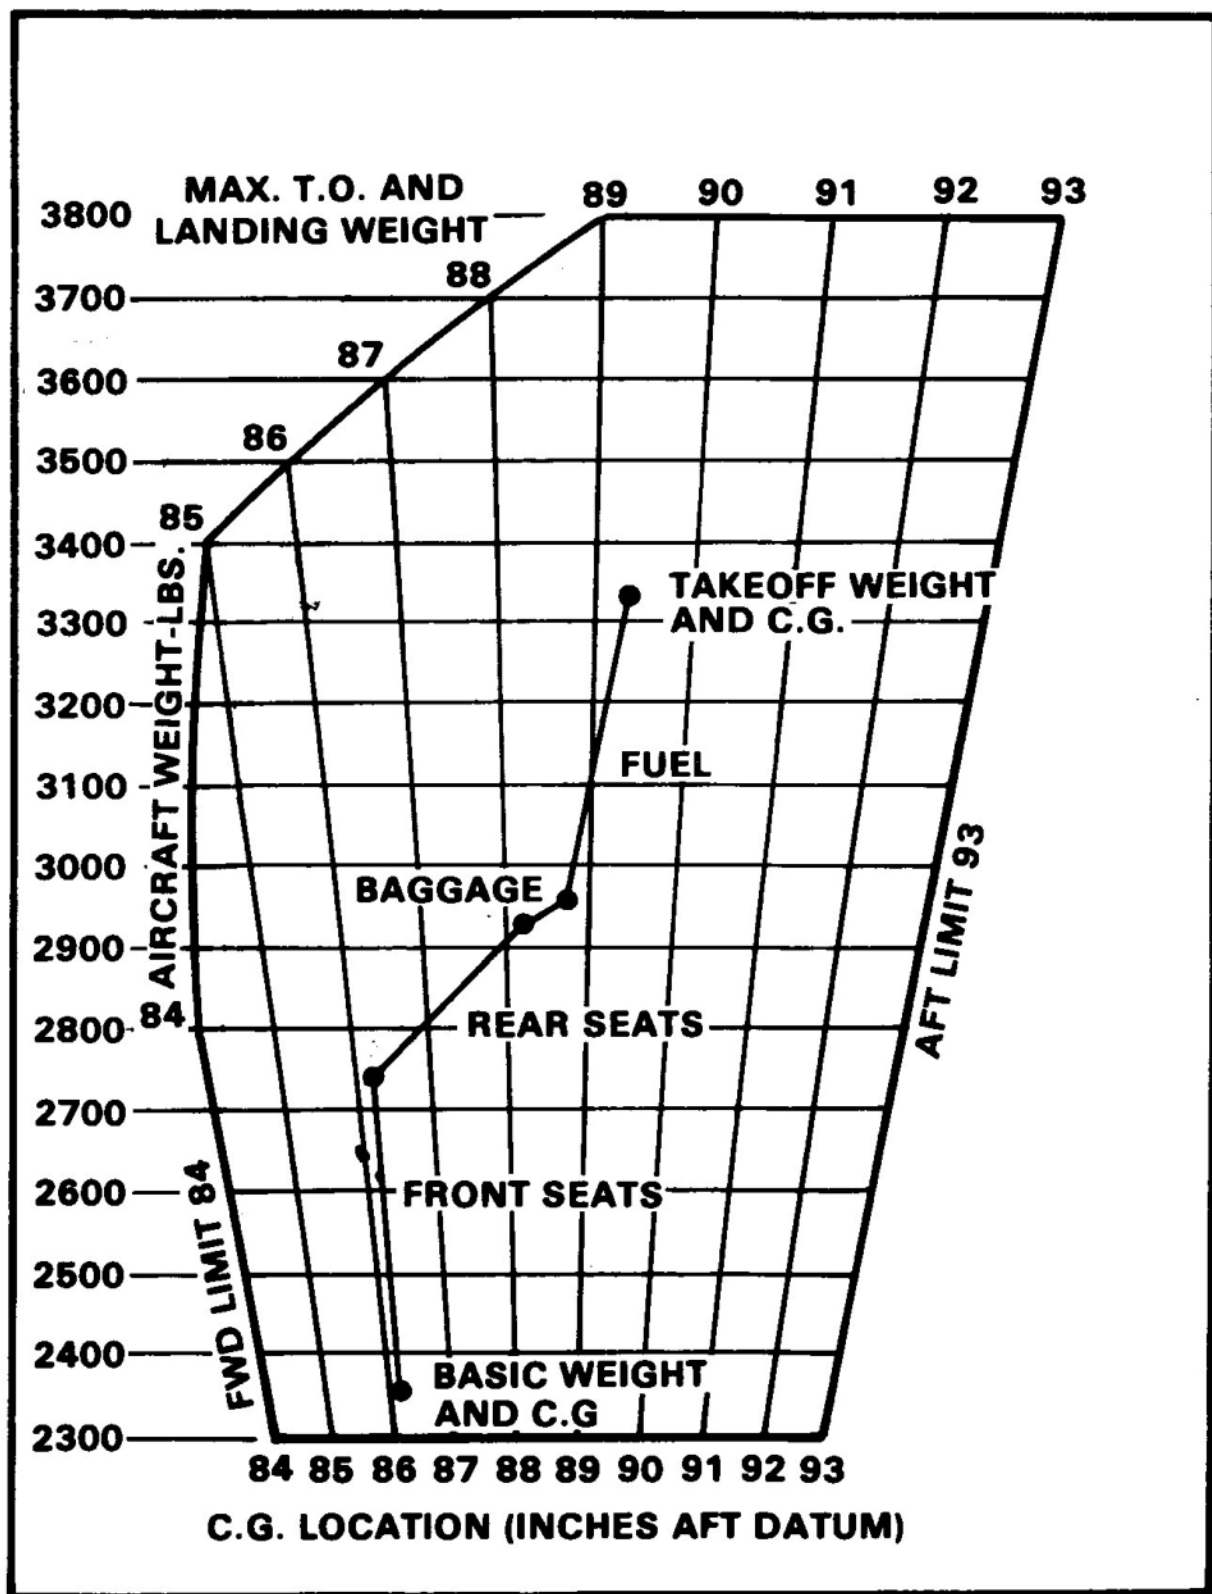 MAX. T.O. AND
LANDING WEIGHT
89 90 91 92 93
3800
88
3700
87
3600
86
3500
85
3400
TAKEOFF WEIGHT
AND C.G.
3300
3200
AIRCRAFT WEIGHT-LBS.
FUEL
3100
3000
BAGGAGE
2900
84
2800
REAR SEATS
AFT LIMIT 93
2700
2600
FRONT SEATS
FWD LIMIT 84
2500
2400
BASIC WEIGHT
AND C.G
2300
84 85 86 87 88 89 90 91 92 93
C.G. LOCATION (INCHES AFT DATUM)